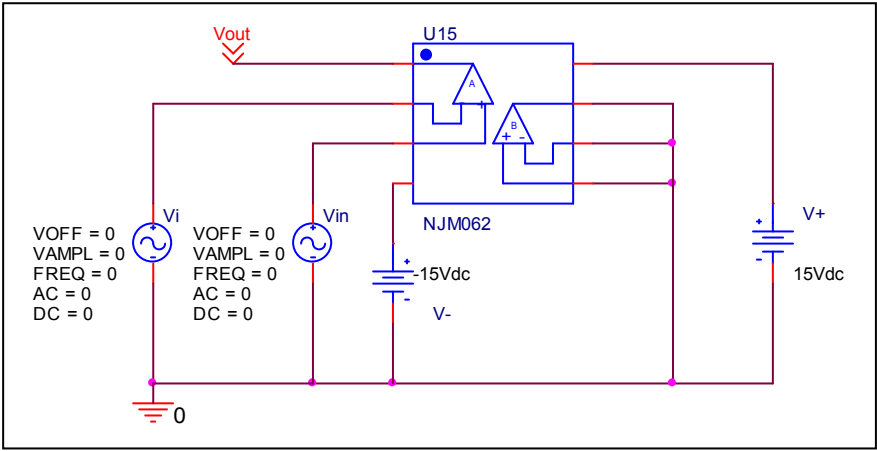 Vout
U15
A
B
+
+ -
NJM062
Vi
VOFF = 0
VAMPL = 0
FREQ = 0
AC = 0
DC = 0
Vin
VOFF = 0
VAMPL = 0
FREQ = 0
AC = 0
DC = 0
-15Vdc
V-
V+
15Vdc
0